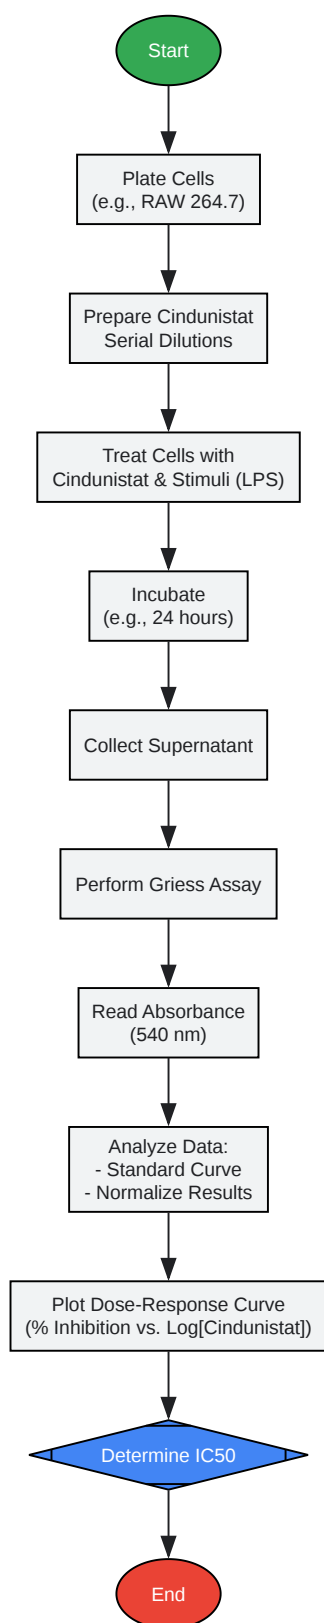 Start
Plate Cells
(e.g., RAW 264.7)
Prepare Cindunistat
Serial Dilutions
Treat Cells with
Cindunistat & Stimuli (LPS)
Incubate
(e.g., 24 hours)
Collect Supernatant
Perform Griess Assay
Read Absorbance
(540 nm)
Analyze Data:
- Standard Curve
- Normalize Results
Plot Dose-Response Curve
(% Inhibition vs. Log[Cindunistat])
Determine IC50
End